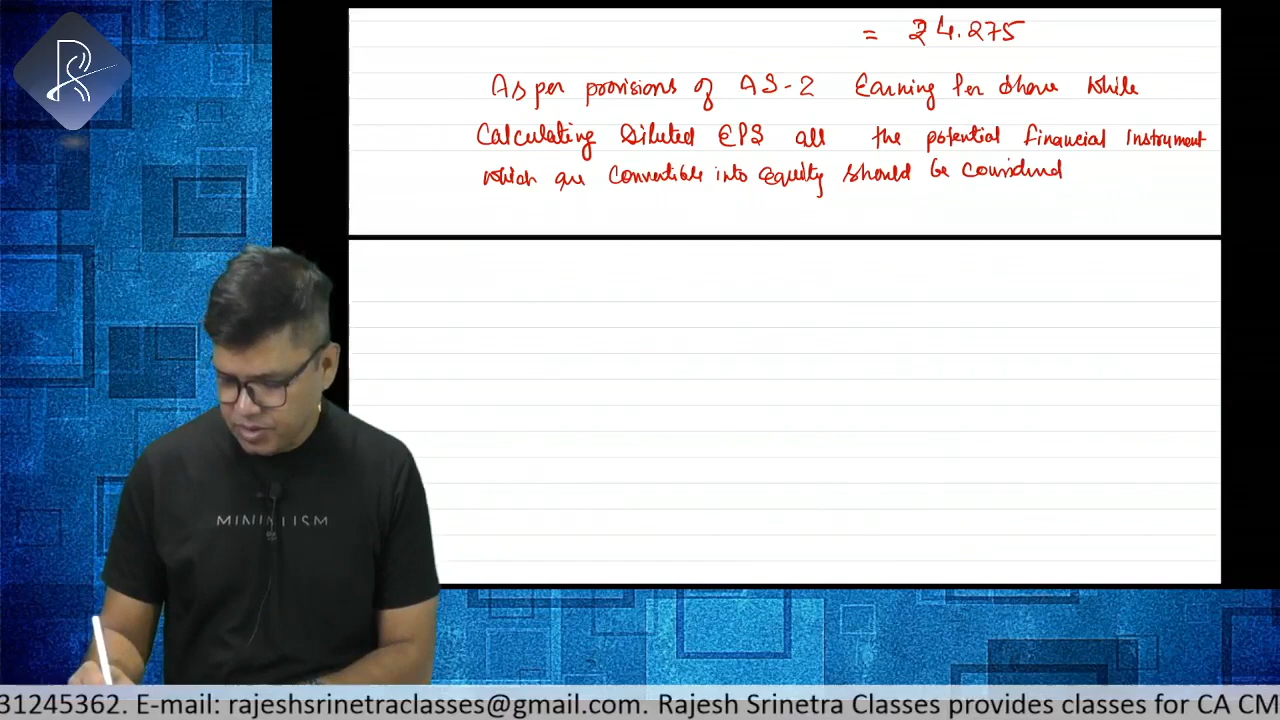 = 24.275
As per provisions of AS-2 Earning Per Share while
Calculating Diluted EPS all the potential financial instrument
which are convertible into equity should be considered
RS
MINIMLISM
31245362. E-mail: rajeshsrinetraclasses@gmail.com. Rajesh Srinetra Classes provides classes for CA CM